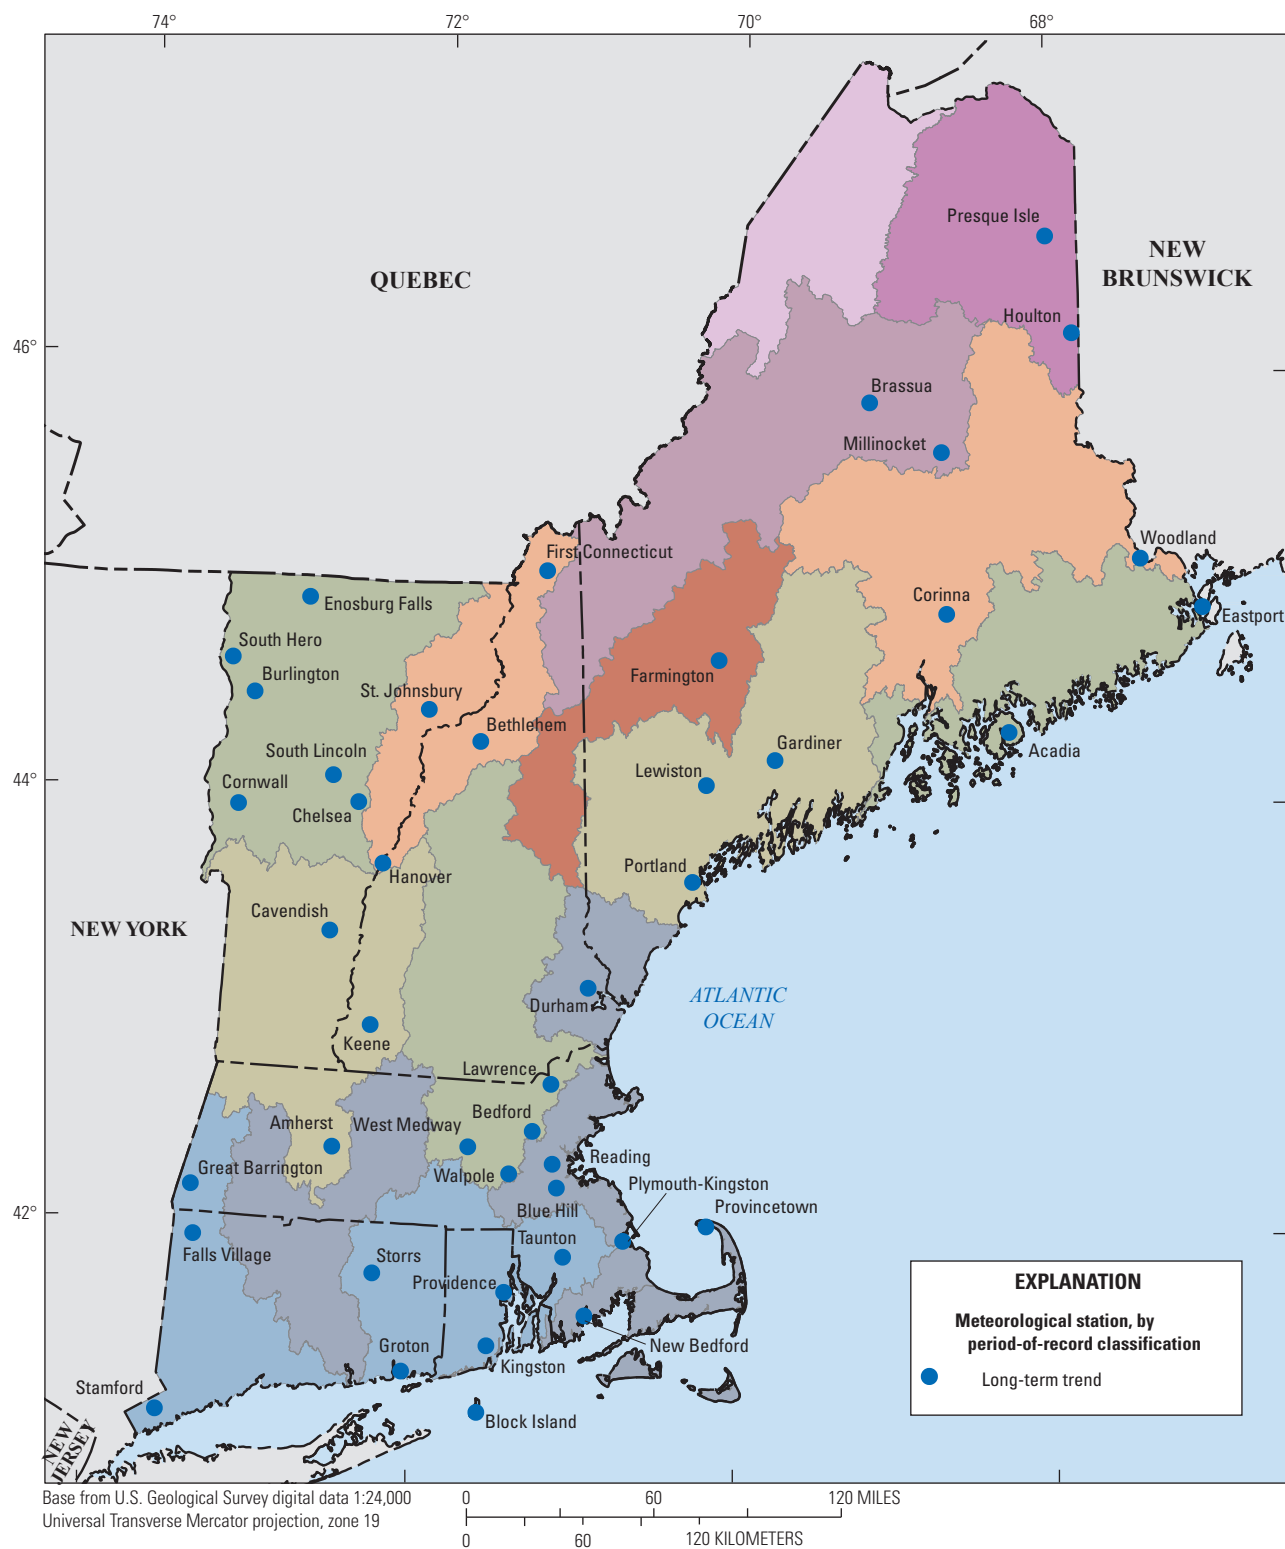 74°
72°
70°
68°
46°
44°
42°
QUEBEC
NEW
BRUNSWICK
Presque Isle
Houlton
Brassua
Millinocket
Woodland
First Connecticut
Enosburg Falls
Corinna
Eastport
South Hero
Burlington
Farmington
St. Johnsbury
Bethlehem
Gardiner
Acadia
South Lincoln
Lewiston
Cornwall
Chelsea
Portland
Hanover
Cavendish
NEW YORK
ATLANTIC
OCEAN
Durham
Keene
Lawrence
Bedford
Amherst
West Medway
Reading
Great Barrington
Walpole
Plymouth-Kingston
Blue Hill
Provincetown
Taunton
Falls Village
Storrs
Providence
Groton
New Bedford
Kingston
Stamford
Block Island
NEW
JERSEY
EXPLANATION
Meteorological station, by
period-of-record classification
Long-term trend
Base from U.S. Geological Survey digital data 1:24,000
Universal Transverse Mercator projection, zone 19
0 60 120 MILES
0 60 120 KILOMETERS